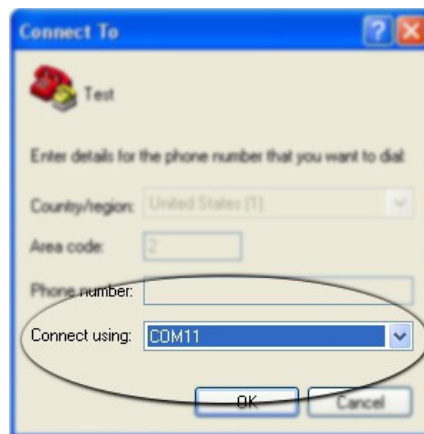 Connect To
Test
Enter details for the phone number that you want to dial:
Country/region: United States (1)
Area code: 2
Phone number:
Connect using: COM11
OK Cancel